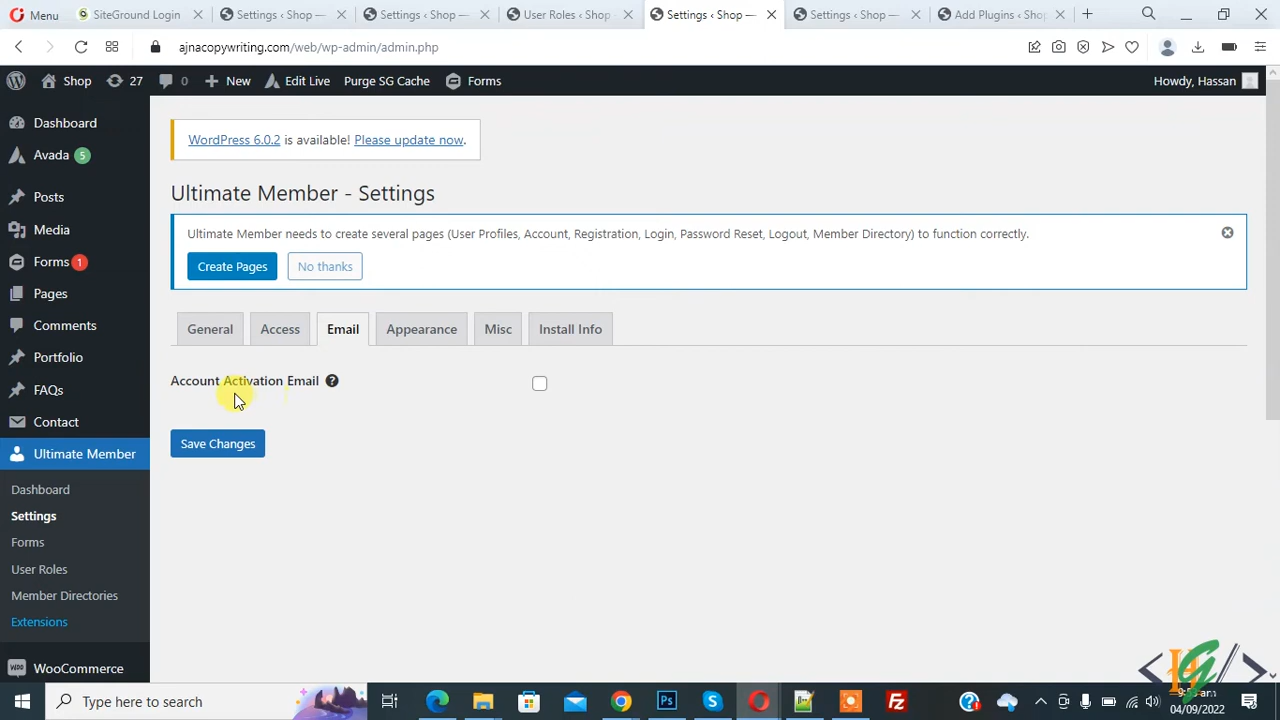 Menu
SiteGround Login
Settings ‹ Shop —
Settings ‹ Shop —
User Roles ‹ Shop
Settings ‹ Shop —
Settings ‹ Shop —
Add Plugins ‹ Shop
ajnacopywriting.com/web/wp-admin/admin.php
Shop
27
0
New
Edit Live
Purge SG Cache
Forms
Howdy, Hassan
Dashboard
Avada 5
Posts
Media
Forms 1
Pages
Comments
Portfolio
FAQs
Contact
Ultimate Member
Dashboard
Settings
Forms
User Roles
Member Directories
Extensions
WooCommerce
WordPress 6.0.2 is available! Please update now.
Ultimate Member - Settings
Ultimate Member needs to create several pages (User Profiles, Account, Registration, Login, Password Reset, Logout, Member Directory) to function correctly.
Create Pages
No thanks
General
Access
Email
Appearance
Misc
Install Info
Account Activation Email
Save Changes
Type here to search
04/09/2022